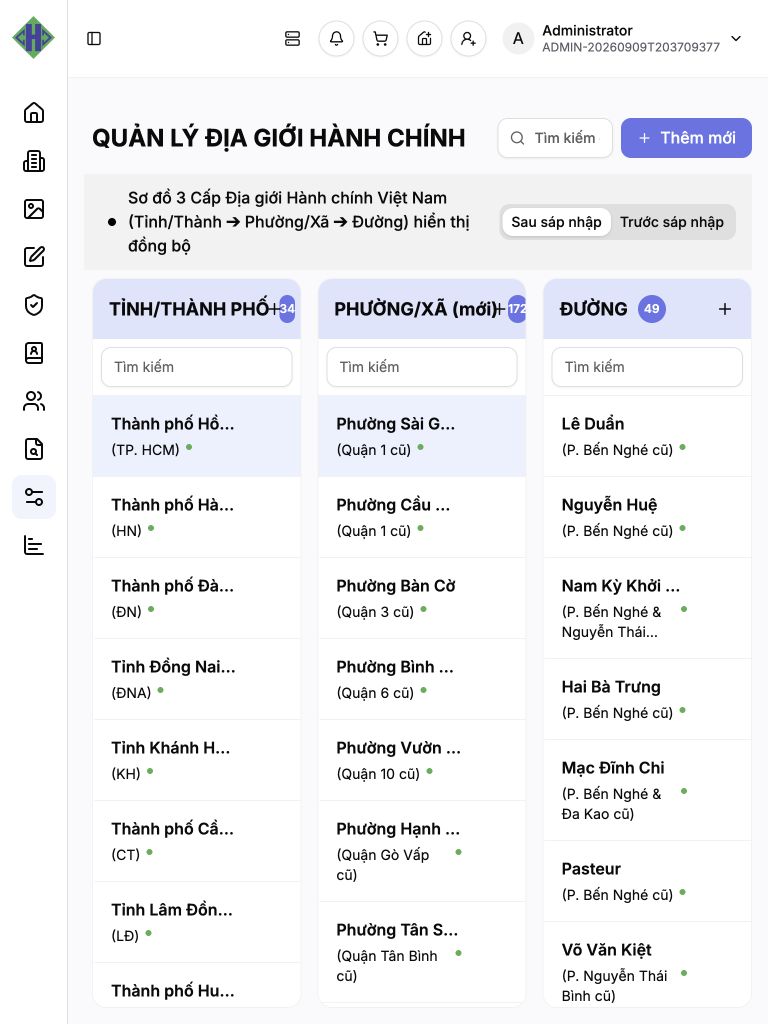 H
A
Administrator
ADMIN-20260909T203709377
QUẢN LÝ ĐỊA GIỚI HÀNH CHÍNH
Tìm kiếm
+ Thêm mới
Sơ đồ 3 Cấp Địa giới Hành chính Việt Nam
(Tỉnh/Thành ➔ Phường/Xã ➔ Đường) hiển thị
đồng bộ
Sau sáp nhập
Trước sáp nhập
TỈNH/THÀNH PHỐ
34
+
Tìm kiếm
Thành phố Hồ...
(TP. HCM)
Thành phố Hà...
(HN)
Thành phố Đà...
(ĐN)
Tỉnh Đồng Nai...
(ĐNA)
Tỉnh Khánh H...
(KH)
Thành phố Cầ...
(CT)
Tỉnh Lâm Đồn...
(LĐ)
Thành phố Hu...
PHƯỜNG/XÃ (mới)
172
+
Tìm kiếm
Phường Sài G...
(Quận 1 cũ)
Phường Cầu ...
(Quận 1 cũ)
Phường Bàn Cờ
(Quận 3 cũ)
Phường Bình ...
(Quận 6 cũ)
Phường Vườn ...
(Quận 10 cũ)
Phường Hạnh ...
(Quận Gò Vấp
cũ)
Phường Tân S...
(Quận Tân Bình
cũ)
ĐƯỜNG
49
+
Tìm kiếm
Lê Duẩn
(P. Bến Nghé cũ)
Nguyễn Huệ
(P. Bến Nghé cũ)
Nam Kỳ Khởi ...
(P. Bến Nghé &
Nguyễn Thái...
Hai Bà Trưng
(P. Bến Nghé cũ)
Mạc Đĩnh Chi
(P. Bến Nghé &
Đa Kao cũ)
Pasteur
(P. Bến Nghé cũ)
Võ Văn Kiệt
(P. Nguyễn Thái
Bình cũ)